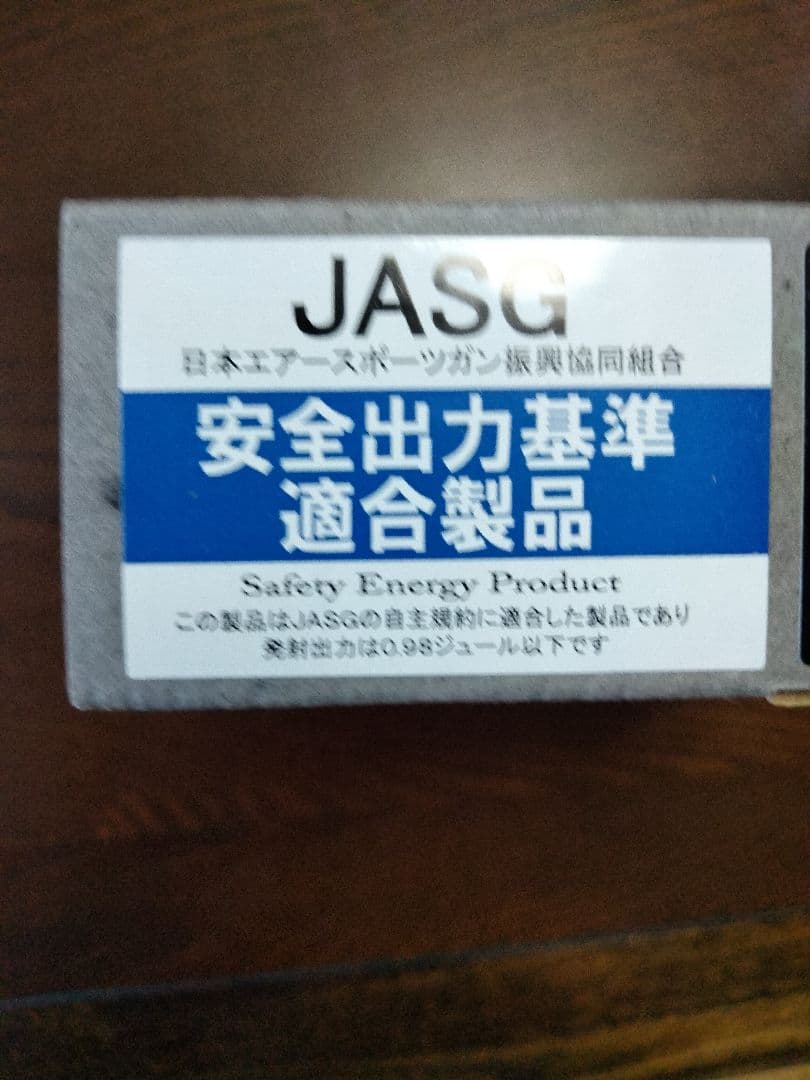 JASG
日本エアースポーツガン振興協同組合
安全出力基準
適合製品
Safety Energy Product
この製品はJASGの自主規約に適合した製品であり
発射出力は0.98ジュール以下です